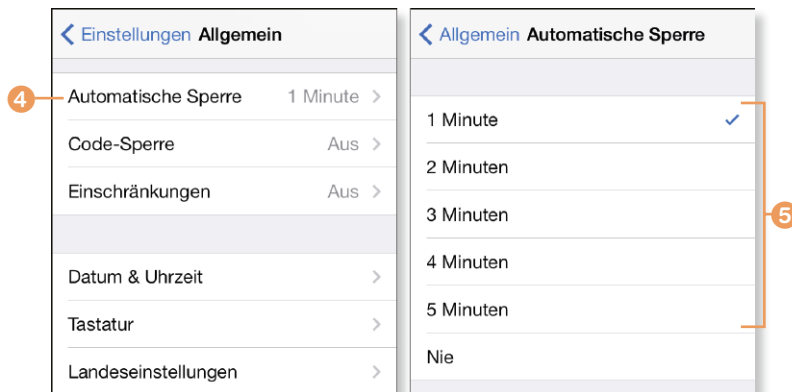 Einstellungen Allgemein
4 Automatische Sperre 1 Minute
Code-Sperre Aus
Einschränkungen Aus
Datum & Uhrzeit
Tastatur
Landeseinstellungen
Allgemein Automatische Sperre
1 Minute
2 Minuten
3 Minuten
5
4 Minuten
5 Minuten
Nie